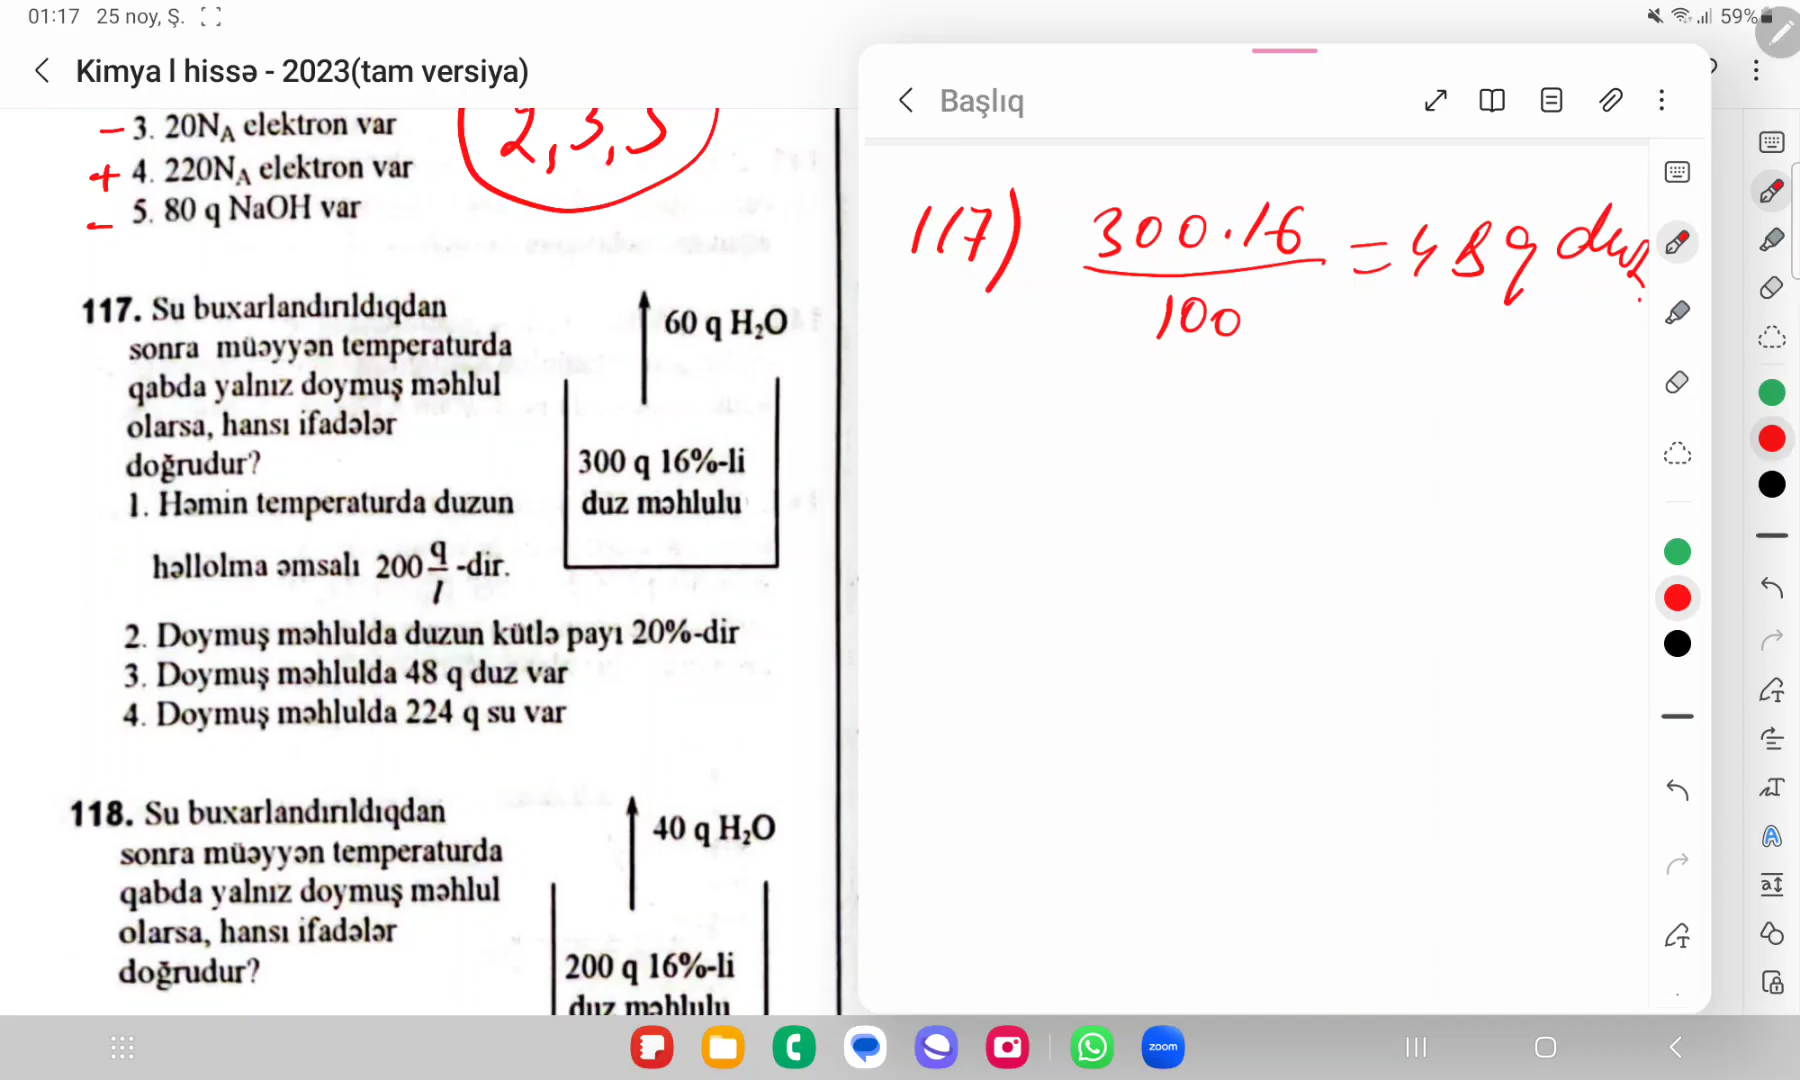 01:17 25 noy, Ş.
59%
Kimya I hissə - 2023(tam versiya)
- 3. 20NA elektron var
+ 4. 220NA elektron var
- 5. 80 q NaOH var
2, 3, 5
117. Su buxarlandırıldıqdan
sonra müəyyən temperaturda
qabda yalnız doymuş məhlul
olarsa, hansı ifadələr
doğrudur?
60 q H₂O
300 q 16%-li
duz məhlulu
1. Həmin temperaturda duzun
həllolma əmsalı 200 q/l -dir.
2. Doymuş məhlulda duzun kütlə payı 20%-dir
3. Doymuş məhlulda 48 q duz var
4. Doymuş məhlulda 224 q su var
118. Su buxarlandırıldıqdan
sonra müəyyən temperaturda
qabda yalnız doymuş məhlul
olarsa, hansı ifadələr
doğrudur?
40 q H₂O
200 q 16%-li
duz məhlulu
Başlıq
117) 300·16/100 = 48q duz
zoom